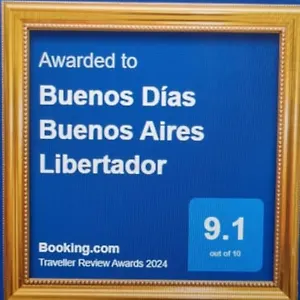 Awarded to
Buenos Días
Buenos Aires
Libertador
9.1
out of 10
Booking.com
Traveller Review Awards 2024